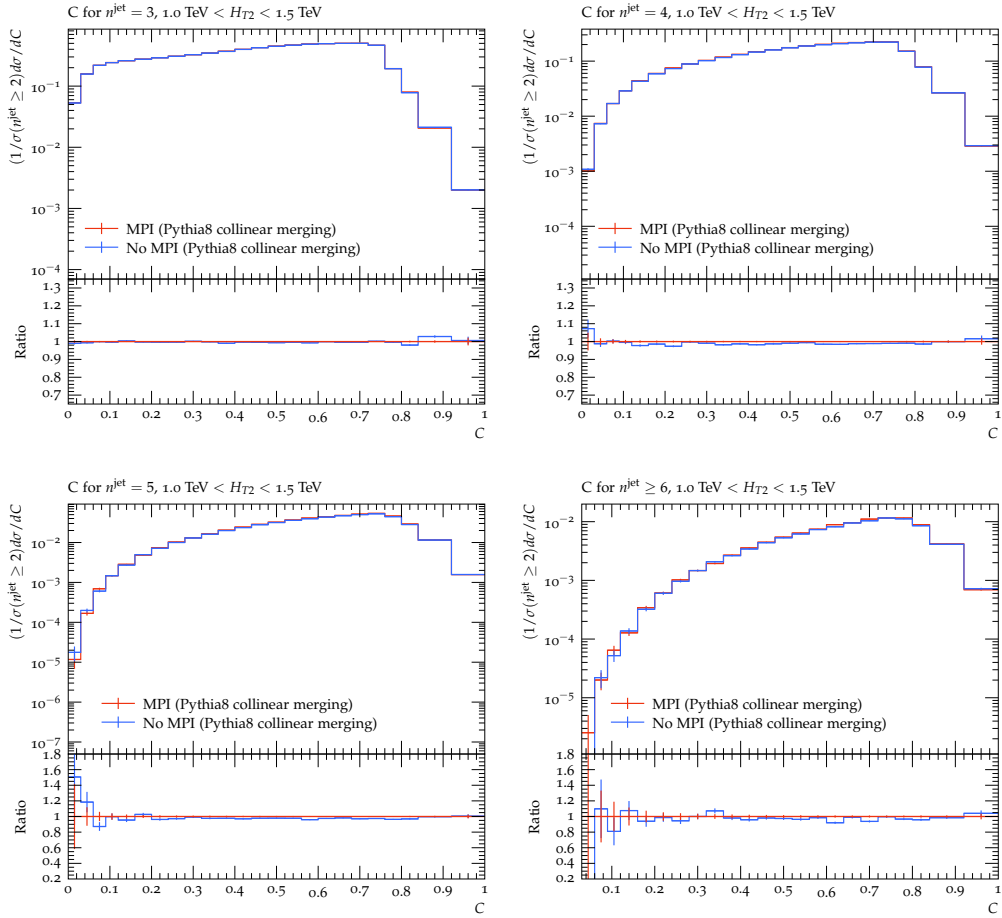 C for n^jet = 3, 1.0 TeV < H_T2 < 1.5 TeV
(1/σ(n^jet ≥ 2))dσ/dC
10^−1
10^−2
10^−3
10^−4
MPI (Pythia8 collinear merging)
No MPI (Pythia8 collinear merging)
Ratio
1.3
1.2
1.1
1.0
0.9
0.8
0.7
0 0.1 0.2 0.3 0.4 0.5 0.6 0.7 0.8 0.9 1
C
C for n^jet = 4, 1.0 TeV < H_T2 < 1.5 TeV
(1/σ(n^jet ≥ 2))dσ/dC
10^−1
10^−2
10^−3
10^−4
MPI (Pythia8 collinear merging)
No MPI (Pythia8 collinear merging)
Ratio
1.3
1.2
1.1
1.0
0.9
0.8
0.7
0 0.1 0.2 0.3 0.4 0.5 0.6 0.7 0.8 0.9 1
C
C for n^jet = 5, 1.0 TeV < H_T2 < 1.5 TeV
(1/σ(n^jet ≥ 2))dσ/dC
10^−2
10^−3
10^−4
10^−5
10^−6
10^−7
MPI (Pythia8 collinear merging)
No MPI (Pythia8 collinear merging)
Ratio
1.8
1.6
1.4
1.2
1
0.8
0.6
0.4
0.2
0 0.1 0.2 0.3 0.4 0.5 0.6 0.7 0.8 0.9 1
C
C for n^jet ≥ 6, 1.0 TeV < H_T2 < 1.5 TeV
(1/σ(n^jet ≥ 2))dσ/dC
10^−2
10^−3
10^−4
10^−5
MPI (Pythia8 collinear merging)
No MPI (Pythia8 collinear merging)
Ratio
1.8
1.6
1.4
1.2
1
0.8
0.6
0.4
0.2
0.1 0.2 0.3 0.4 0.5 0.6 0.7 0.8 0.9 1
C